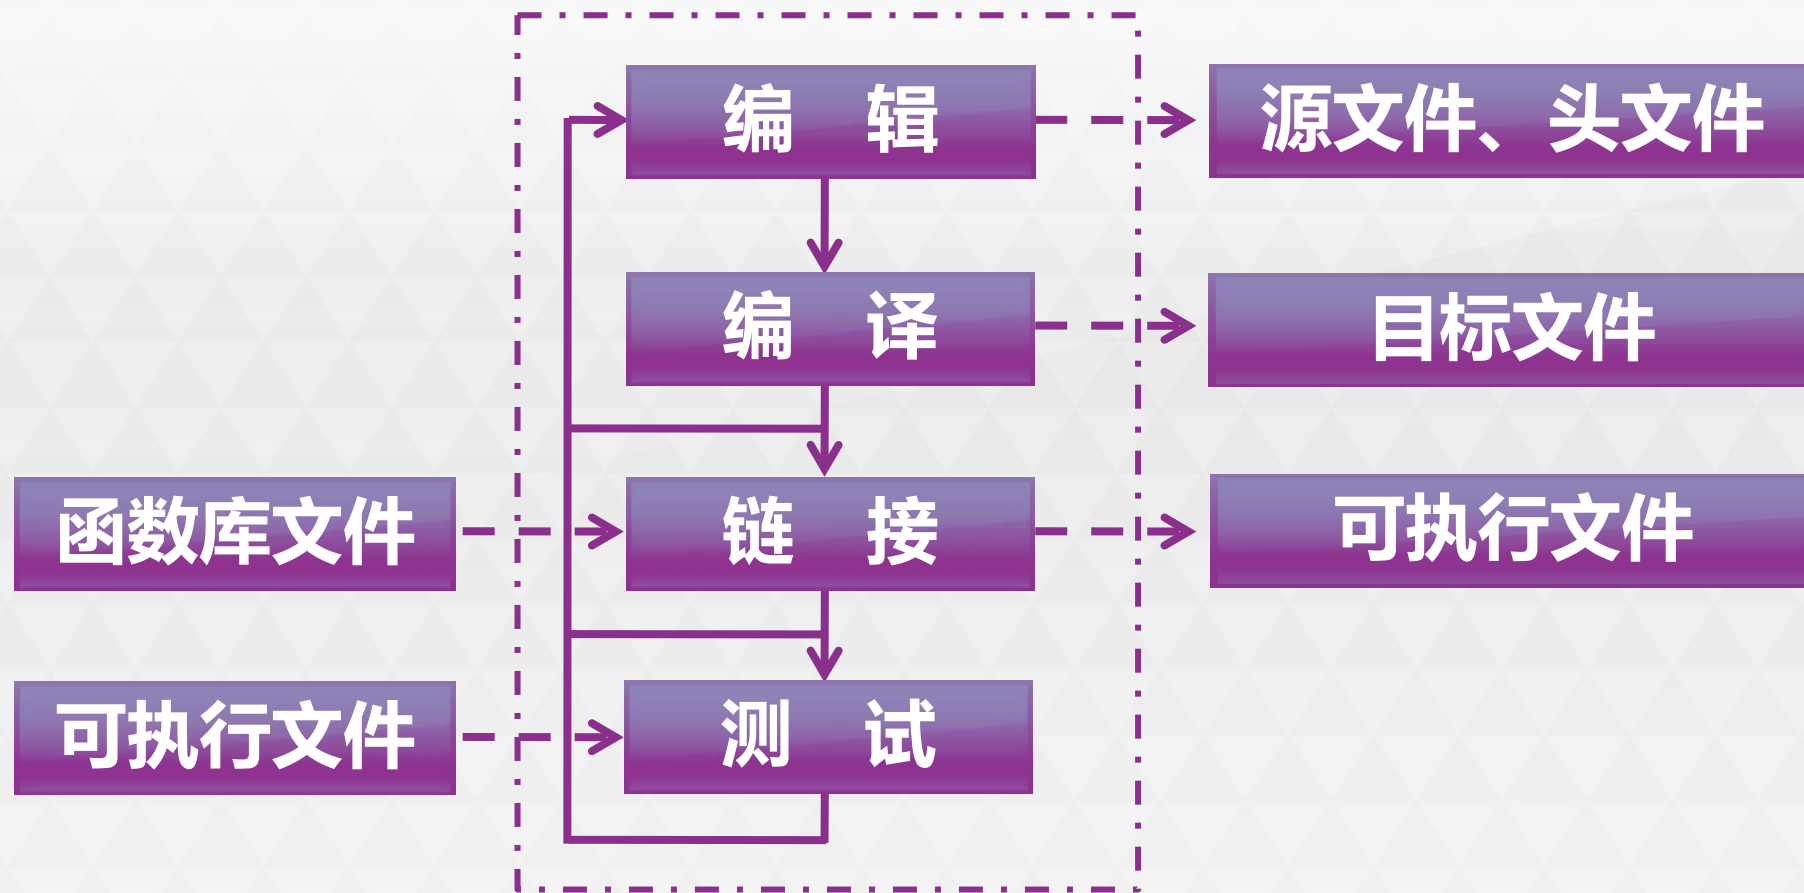 编 辑
源文件、头文件
编 译
目标文件
函数库文件
链 接
可执行文件
可执行文件
测 试